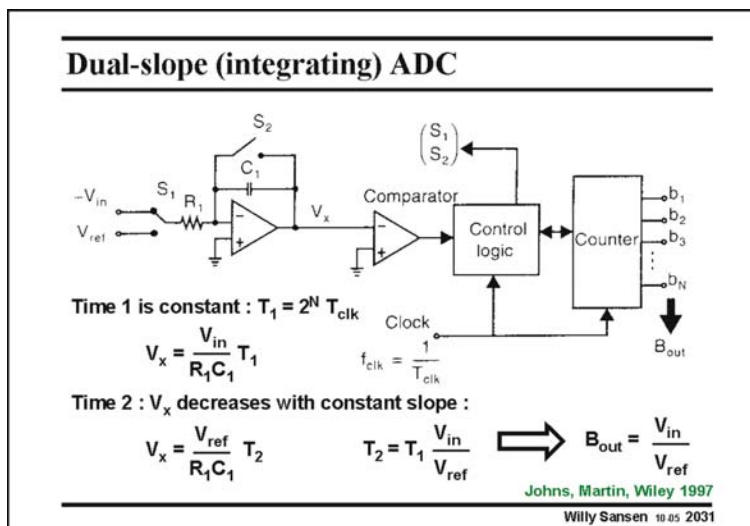 Dual-slope (integrating) ADC
S2
(S1
S2)
C1
S1
R1
-Vin
Vref
Vx
Comparator
Control
logic
Counter
b1
b2
b3
⋮
bN
Bout
Clock
fclk = 1/Tclk
Time 1 is constant : T1 = 2^N Tclk
Vx = Vin/R1C1 T1
Time 2 : Vx decreases with constant slope :
Vx = Vref/R1C1 T2
T2 = T1 Vin/Vref
Bout = Vin/Vref
Johns, Martin, Wiley 1997
Willy Sansen 10-05 2031